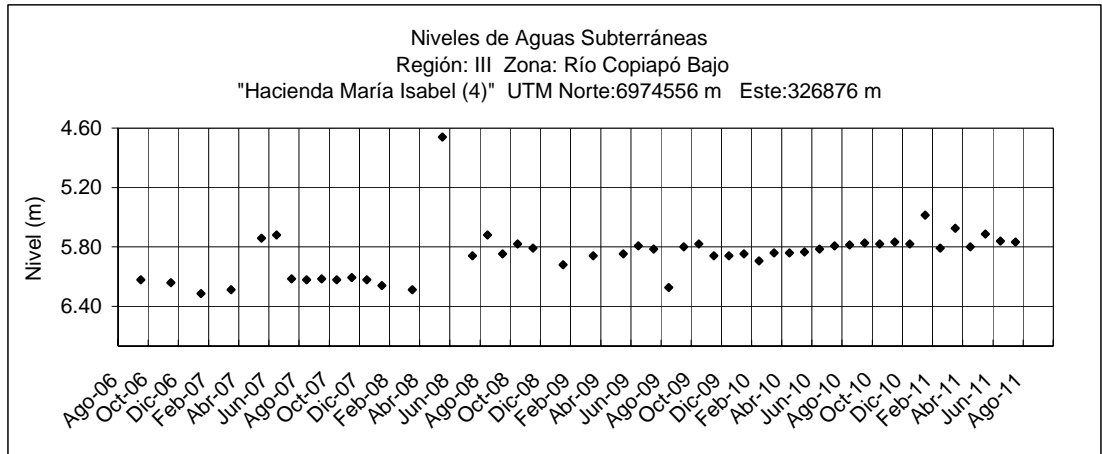 Niveles de Aguas Subterráneas
Región: III Zona: Río Copiapó Bajo
"Hacienda María Isabel (4)" UTM Norte:6974556 m Este:326876 m
4.60
5.20
5.80
6.40
Nivel (m)
Ago-06
Oct-06
Dic-06
Feb-07
Abr-07
Jun-07
Ago-07
Oct-07
Dic-07
Feb-08
Abr-08
Jun-08
Ago-08
Oct-08
Dic-08
Feb-09
Abr-09
Jun-09
Ago-09
Oct-09
Dic-09
Feb-10
Abr-10
Jun-10
Ago-10
Oct-10
Dic-10
Feb-11
Abr-11
Jun-11
Ago-11